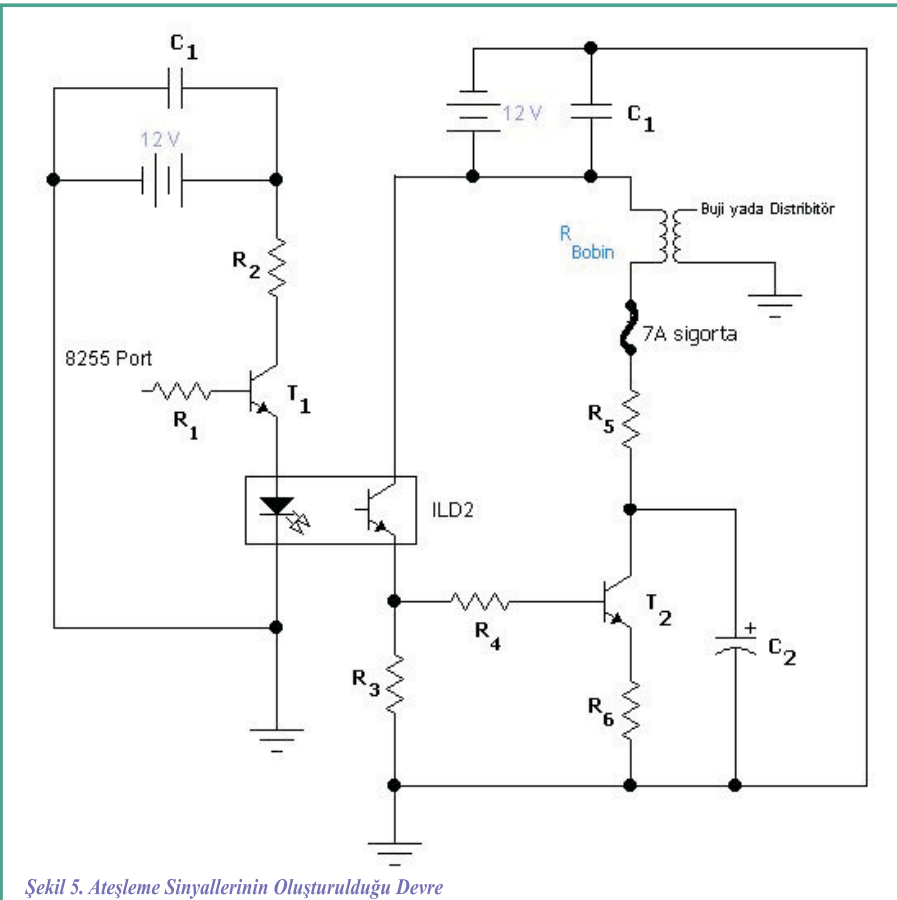 C1
12 V
12 V
C1
R2
Buji yada Distribitör
R Bobin
7A sigorta
8255 Port
T1
R1
R5
ILD2
T2
R4
C2
R3
R6
Şekil 5. Ateşleme Sinyallerinin Oluşturulduğu Devre